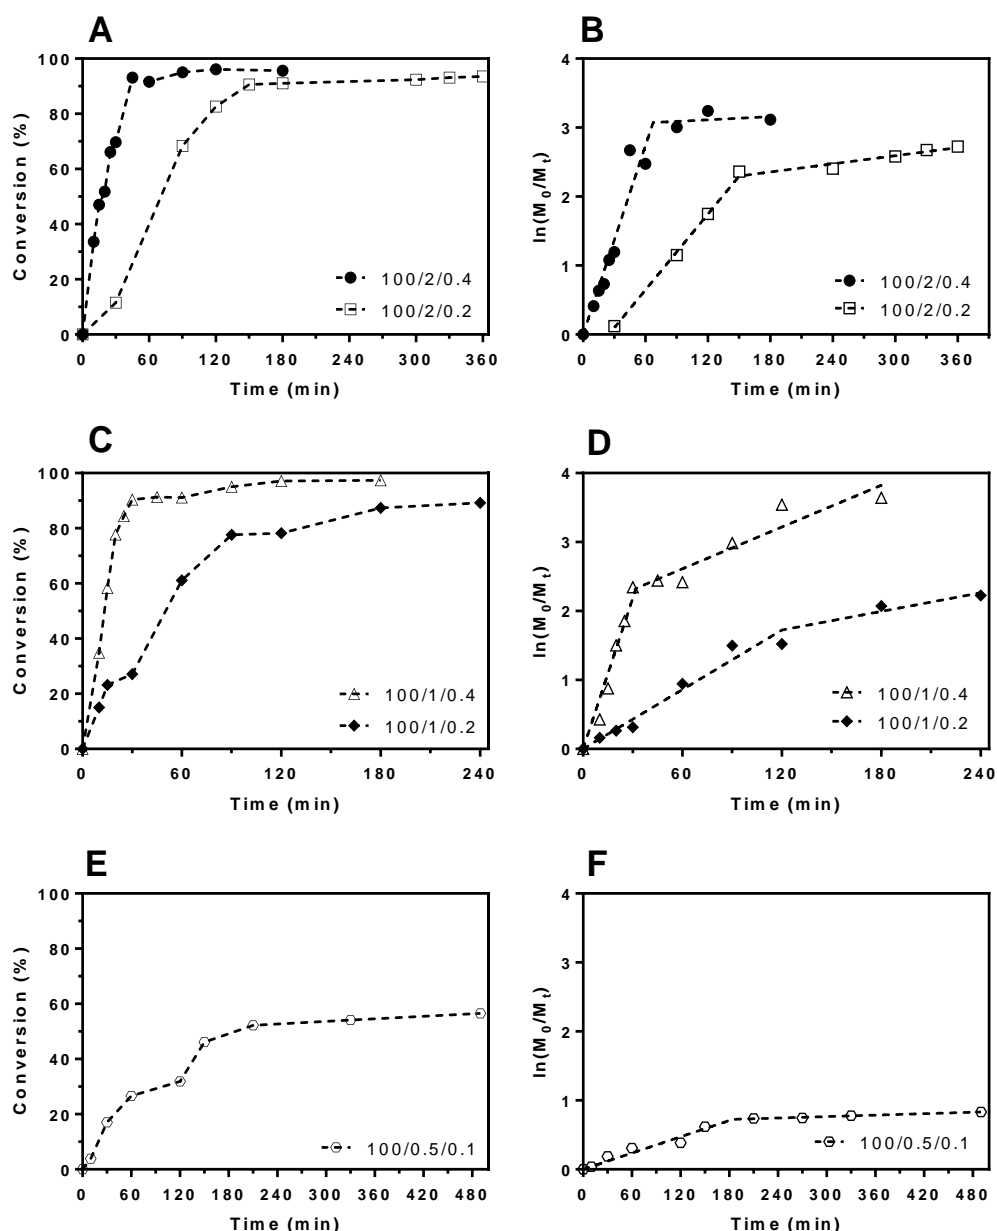 A
B
100
80
60
40
20
0
Conversion (%)
0 60 120 180 240 300 360
Time (min)
100/2/0.4
100/2/0.2
4
3
2
1
0
ln(M0/Mt)
0 60 120 180 240 300 360
Time (min)
100/2/0.4
100/2/0.2
C
D
100
80
60
40
20
0
Conversion (%)
0 60 120 180 240
Time (min)
100/1/0.4
100/1/0.2
4
3
2
1
0
ln(M0/Mt)
0 60 120 180 240
Time (min)
100/1/0.4
100/1/0.2
E
F
100
80
60
40
20
0
Conversion (%)
0 60 120 180 240 300 360 420 480
Time (min)
100/0.5/0.1
4
3
2
1
0
ln(M0/Mt)
0 60 120 180 240 300 360 420 480
Time (min)
100/0.5/0.1